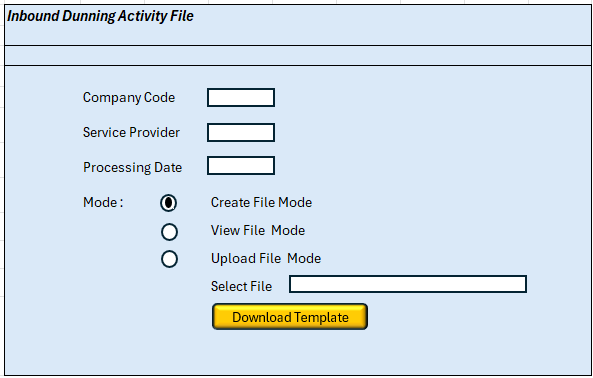 Inbound Dunning Activity File
Company Code
Service Provider
Processing Date
Mode : Create File Mode
View File Mode
Upload File Mode
Select File
Download Template